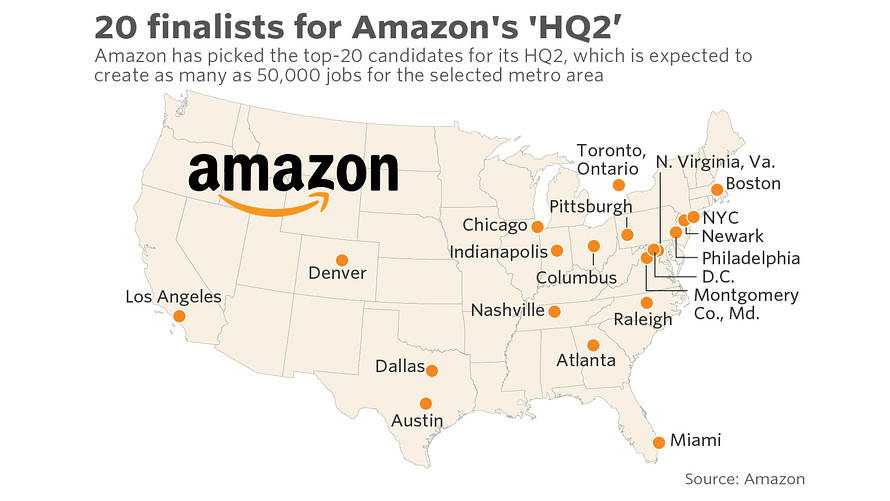 20 finalists for Amazon's 'HQ2’
Amazon has picked the top-20 candidates for its HQ2, which is expected to
create as many as 50,000 jobs for the selected metro area
amazon
Toronto,
Ontario
N. Virginia, Va.
Boston
Pittsburgh
Chicago
NYC
Newark
Indianapolis
Philadelphia
Denver
Columbus
D.C.
Los Angeles
Montgomery
Co., Md.
Nashville
Raleigh
Atlanta
Dallas
Austin
Miami
Source: Amazon